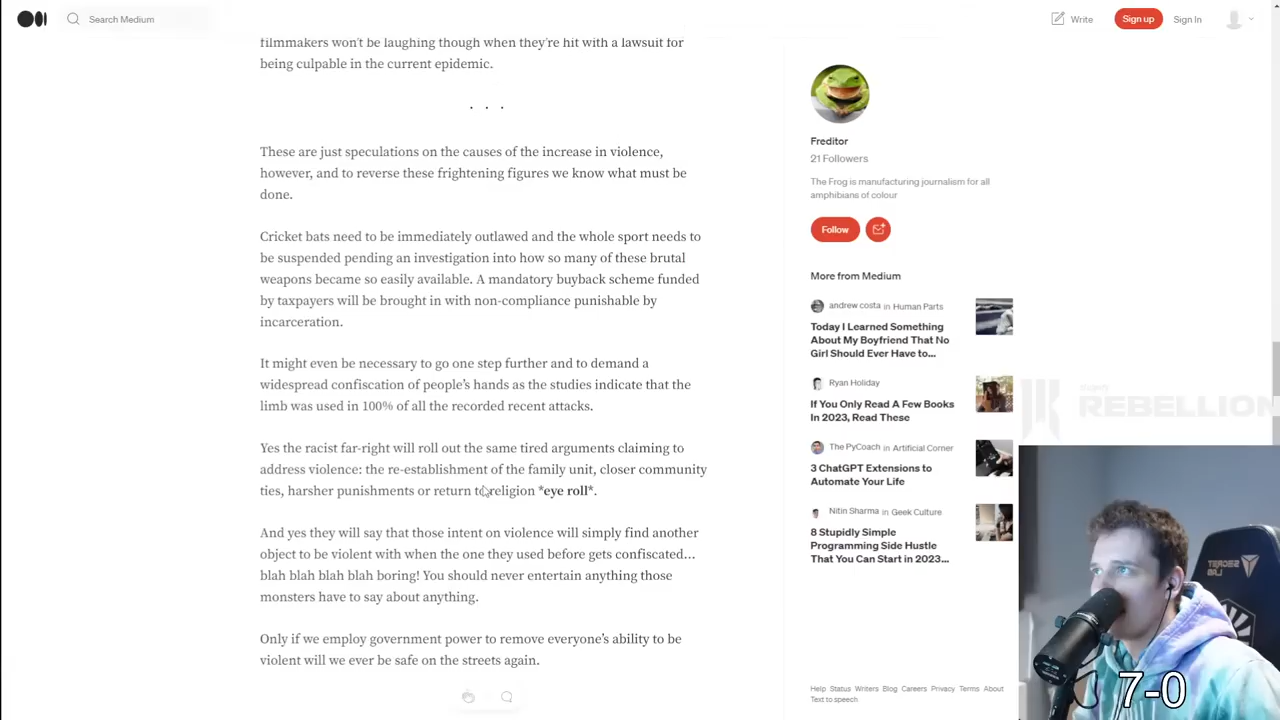 Search Medium
Write
Sign up
Sign In
filmmakers won't be laughing though when they're hit with a lawsuit for
being culpable in the current epidemic.
. . .
These are just speculations on the causes of the increase in violence,
however, and to reverse these frightening figures we know what must be
done.
Cricket bats need to be immediately outlawed and the whole sport needs to
be suspended pending an investigation into how so many of these brutal
weapons became so easily available. A mandatory buyback scheme funded
by taxpayers will be brought in with non-compliance punishable by
incarceration.
It might even be necessary to go one step further and to demand a
widespread confiscation of people's hands as the studies indicate that the
limb was used in 100% of all the recorded recent attacks.
Yes the racist far-right will roll out the same tired arguments claiming to
address violence: the re-establishment of the family unit, closer community
ties, harsher punishments or return to religion *eye roll*.
And yes they will say that those intent on violence will simply find another
object to be violent with when the one they used before gets confiscated…
blah blah blah blah boring! You should never entertain anything those
monsters have to say about anything.
Only if we employ government power to remove everyone's ability to be
violent will we ever be safe on the streets again.
Freditor
21 Followers
The Frog is manufacturing journalism for all
amphibians of colour
Follow
More from Medium
andrew costa in Human Parts
Today I Learned Something
About My Boyfriend That No
Girl Should Ever Have to…
Ryan Holiday
If You Only Read A Few Books
In 2023, Read These
The PyCoach in Artificial Corner
3 ChatGPT Extensions to
Automate Your Life
Nitin Sharma in Geek Culture
8 Stupidly Simple
Programming Side Hustle
That You Can Start in 2023…
REBELLION
7-0
Help Status Writers Blog Careers Privacy Terms About
Text to speech